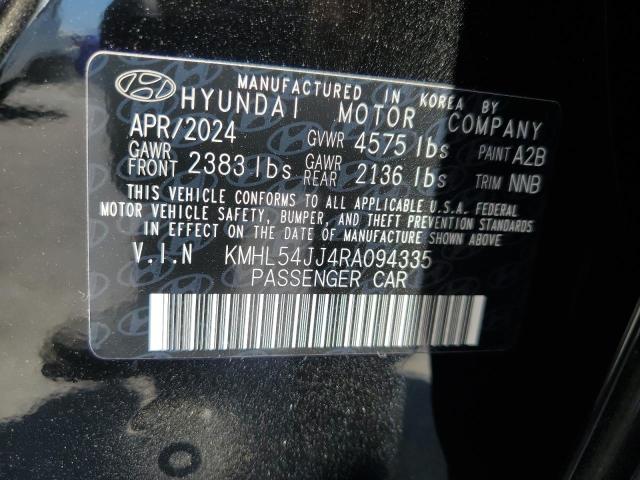 MANUFACTURED IN KOREA BY
HYUNDAI MOTOR COMPANY
APR/2024 GVWR 4575 lbs PAINT A2B
GAWR FRONT 2383 lbs GAWR REAR 2136 lbs TRIM NNB
THIS VEHICLE CONFORMS TO ALL APPLICABLE U.S.A. FEDERAL
MOTOR VEHICLE SAFETY, BUMPER, AND THEFT PREVENTION STANDARDS
IN EFFECT ON THE DATE OF MANUFACTURE SHOWN ABOVE.
V.I.N KMHL54JJ4RA094335
PASSENGER CAR